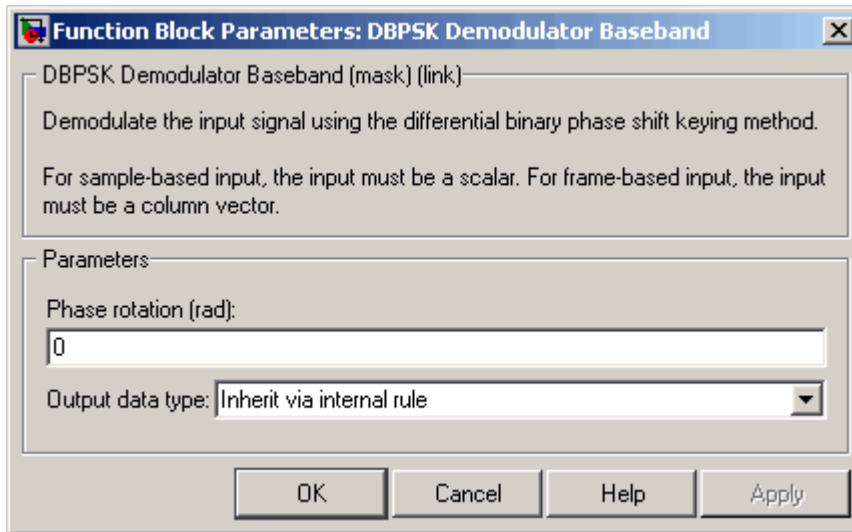 Function Block Parameters: DBPSK Demodulator Baseband
DBPSK Demodulator Baseband (mask) (link)
Demodulate the input signal using the differential binary phase shift keying method.
For sample-based input, the input must be a scalar. For frame-based input, the input
must be a column vector.
Parameters
Phase rotation (rad):
0
Output data type: Inherit via internal rule
OK Cancel Help Apply